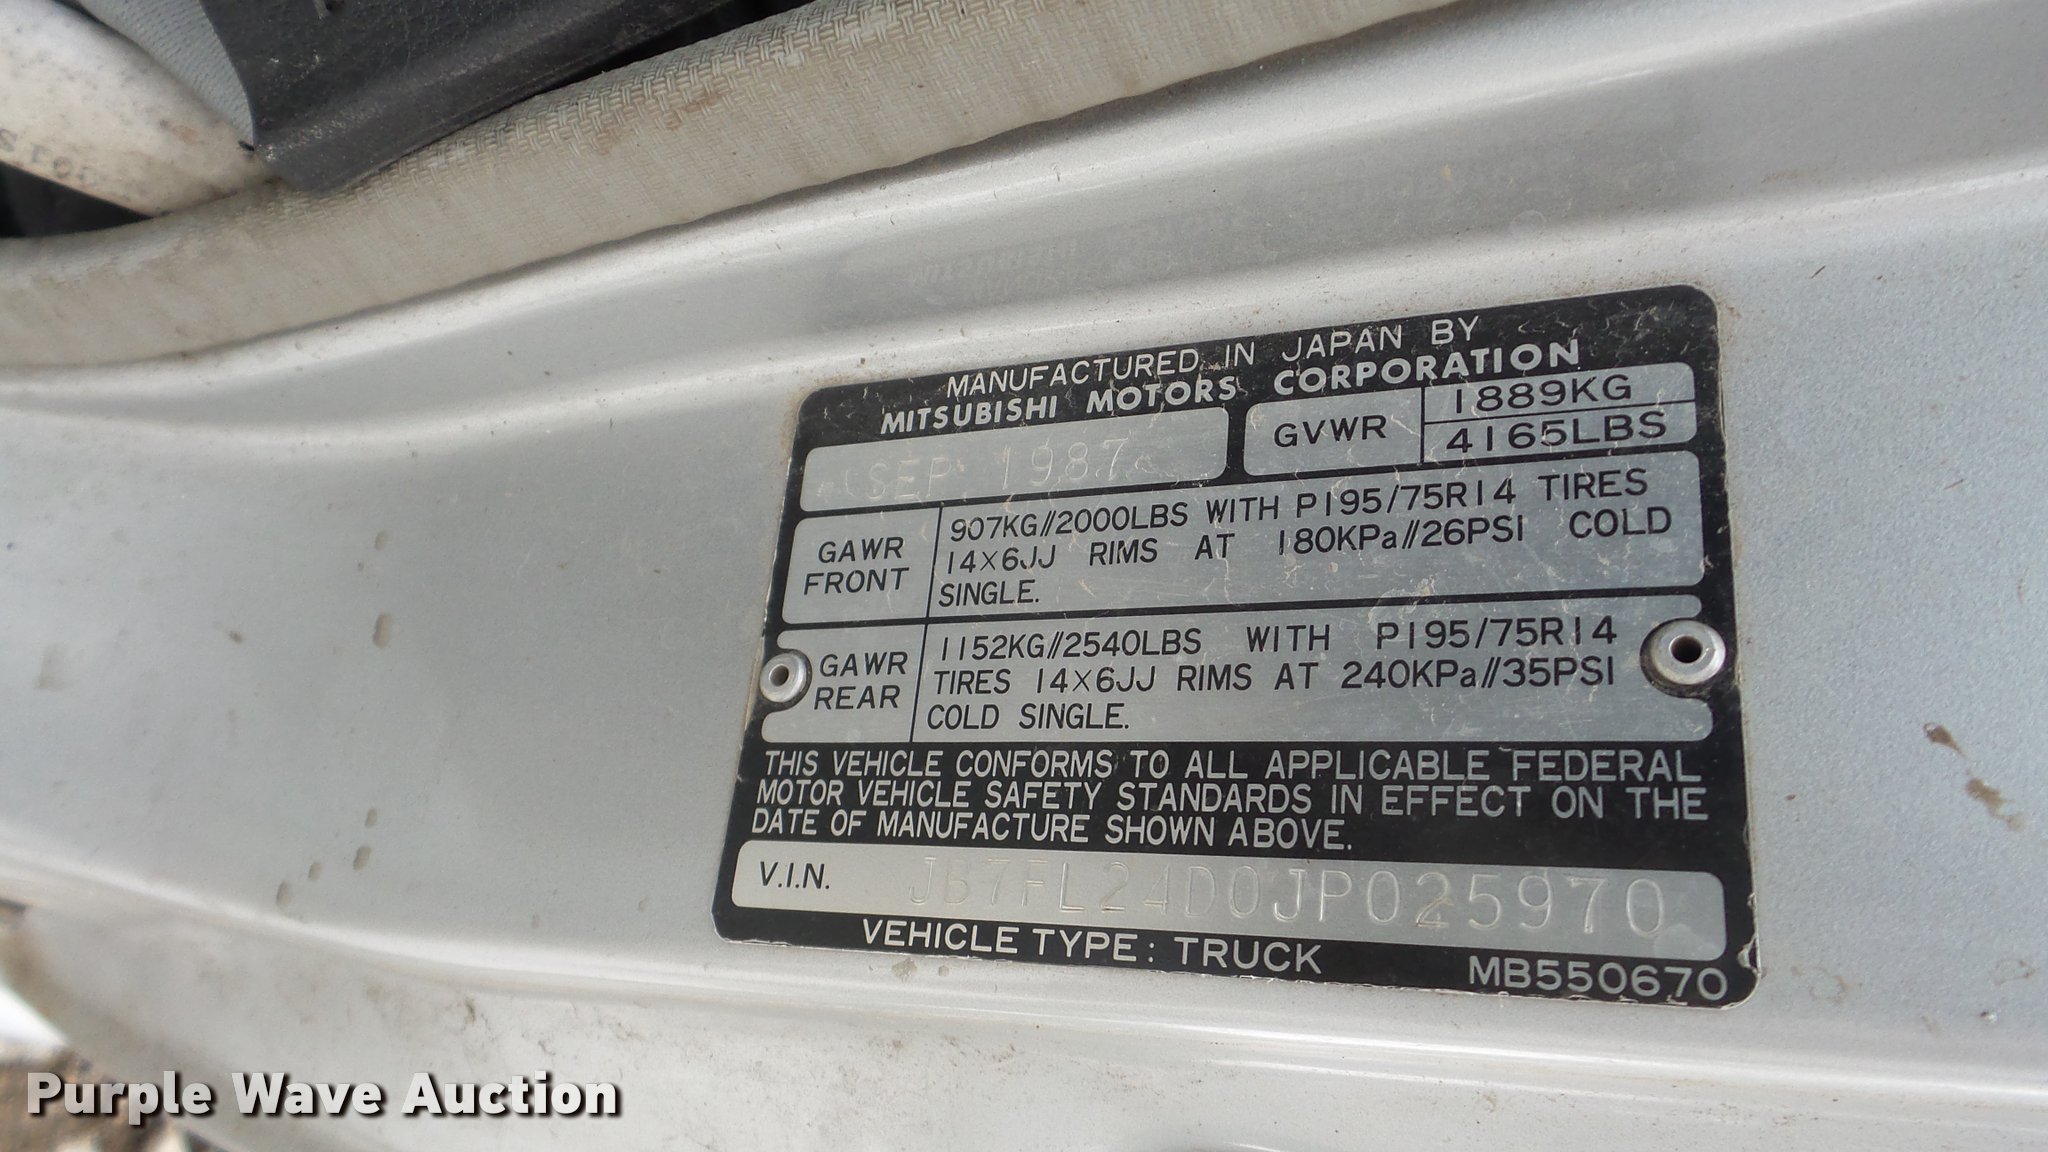 MANUFACTURED IN JAPAN BY
MITSUBISHI MOTORS CORPORATION
SEP 1987
GVWR
1889KG
4165LBS
GAWR
FRONT
907KG//2000LBS WITH P195/75R14 TIRES
14×6JJ RIMS AT 180KPa//26PSI COLD
SINGLE.
GAWR
REAR
1152KG//2540LBS WITH P195/75R14
TIRES 14×6JJ RIMS AT 240KPa//35PSI
COLD SINGLE.
THIS VEHICLE CONFORMS TO ALL APPLICABLE FEDERAL
MOTOR VEHICLE SAFETY STANDARDS IN EFFECT ON THE
DATE OF MANUFACTURE SHOWN ABOVE.
V.I.N. JB7FL24D0JP025970
VEHICLE TYPE: TRUCK
MB550670
Purple Wave Auction